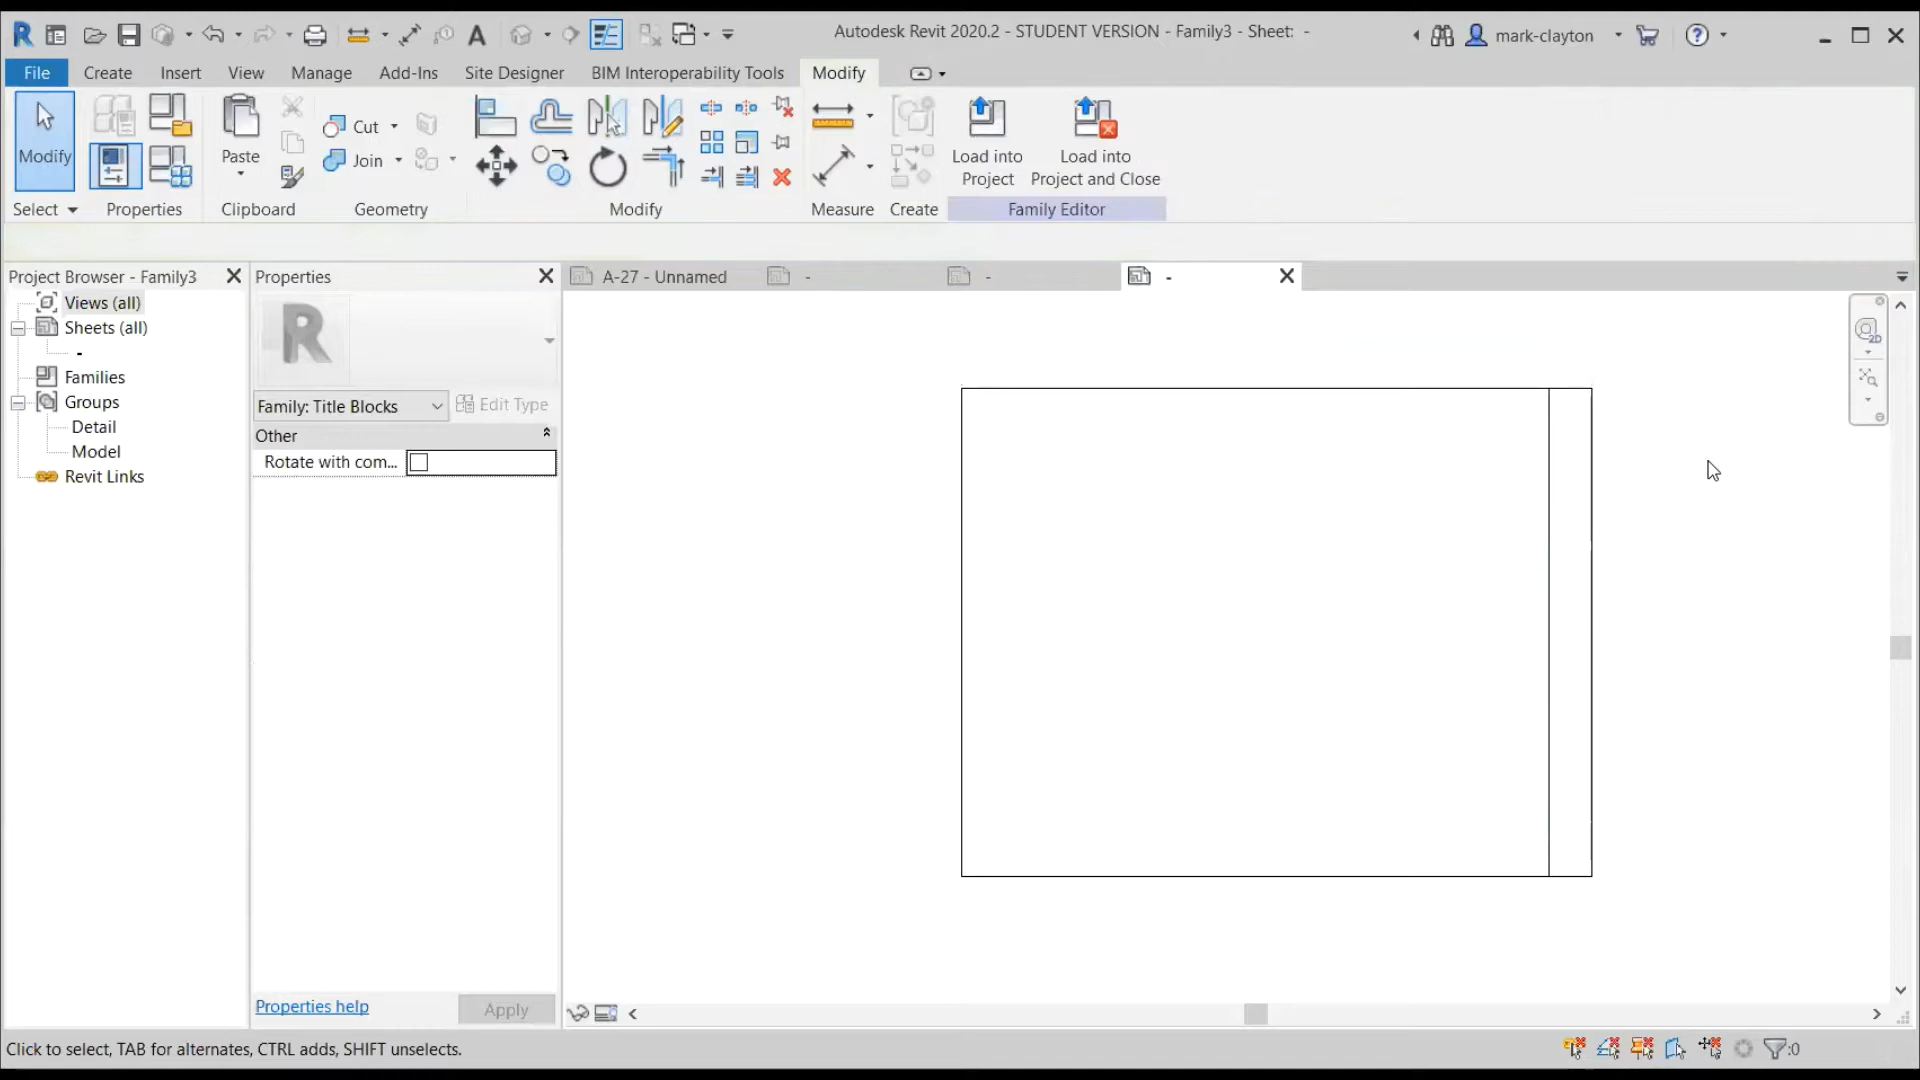 Autodesk Revit 2020.2 - STUDENT VERSION - Family3 - Sheet: -
mark-clayton
File Create Insert View Manage Add-Ins Site Designer BIM Interoperability Tools Modify
Modify
Paste
Cut
Join
Load into Project
Load into Project and Close
Select Properties Clipboard Geometry Modify Measure Create Family Editor
Project Browser - Family3
Views (all)
Sheets (all)
-
Families
Groups
Detail
Model
Revit Links
Properties
R
Family: Title Blocks
Edit Type
Other
Rotate with com...
Properties help
Apply
A-27 - Unnamed
-
-
-
2D
Click to select, TAB for alternates, CTRL adds, SHIFT unselects.
:0